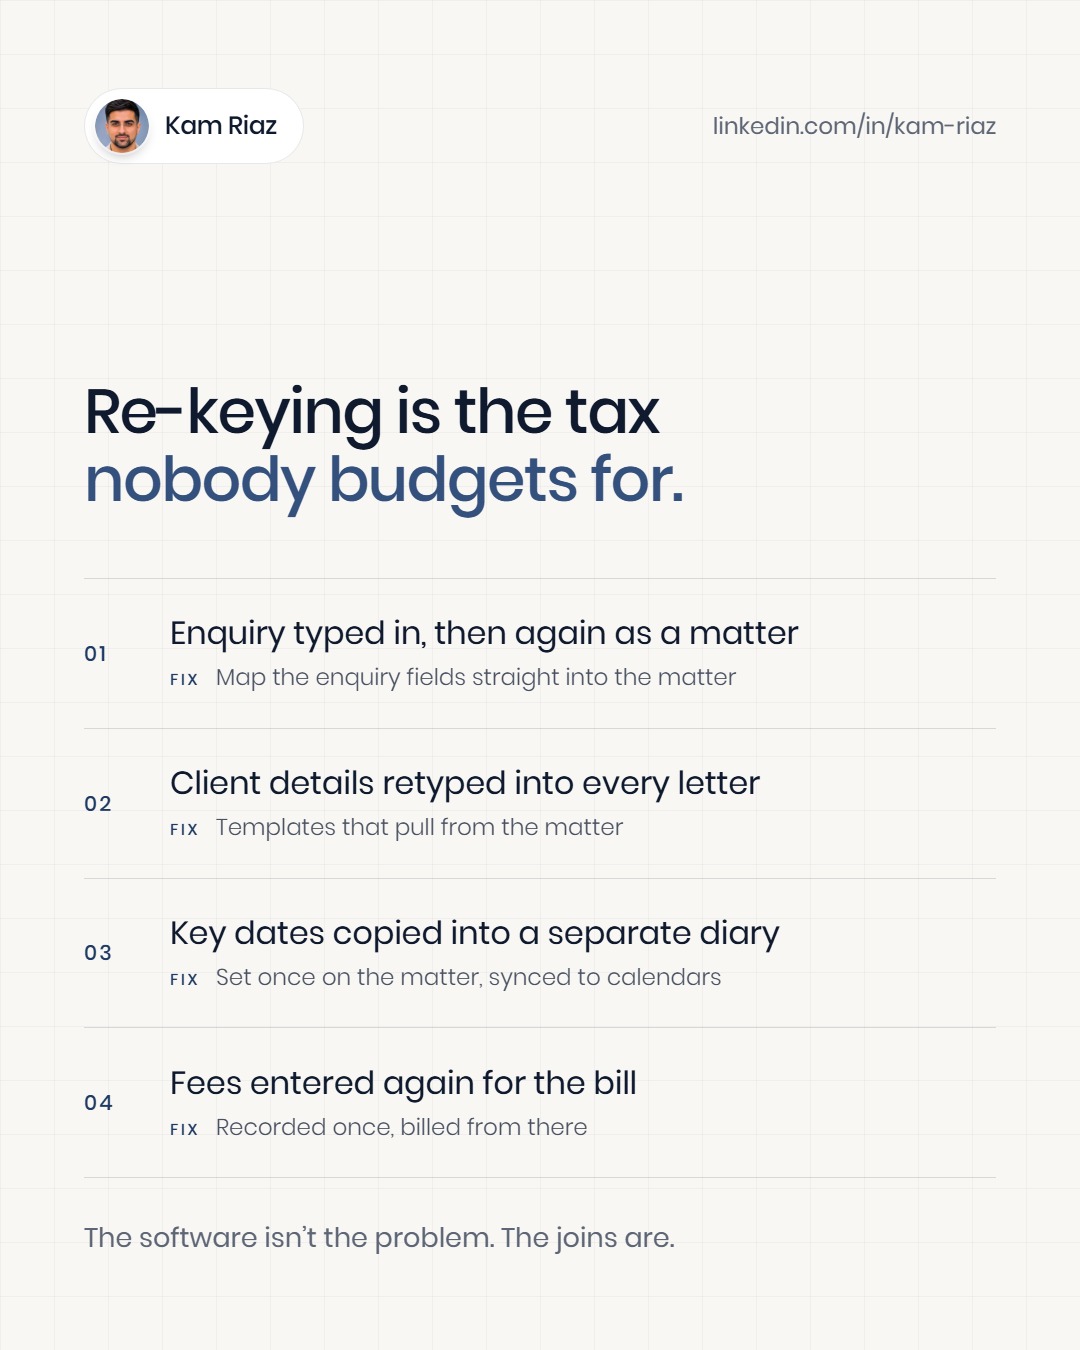 Kam Riaz
linkedin.com/in/kam-riaz
Re-keying is the tax
nobody budgets for.
01
Enquiry typed in, then again as a matter
FIX Map the enquiry fields straight into the matter
02
Client details retyped into every letter
FIX Templates that pull from the matter
03
Key dates copied into a separate diary
FIX Set once on the matter, synced to calendars
04
Fees entered again for the bill
FIX Recorded once, billed from there
The software isn’t the problem. The joins are.